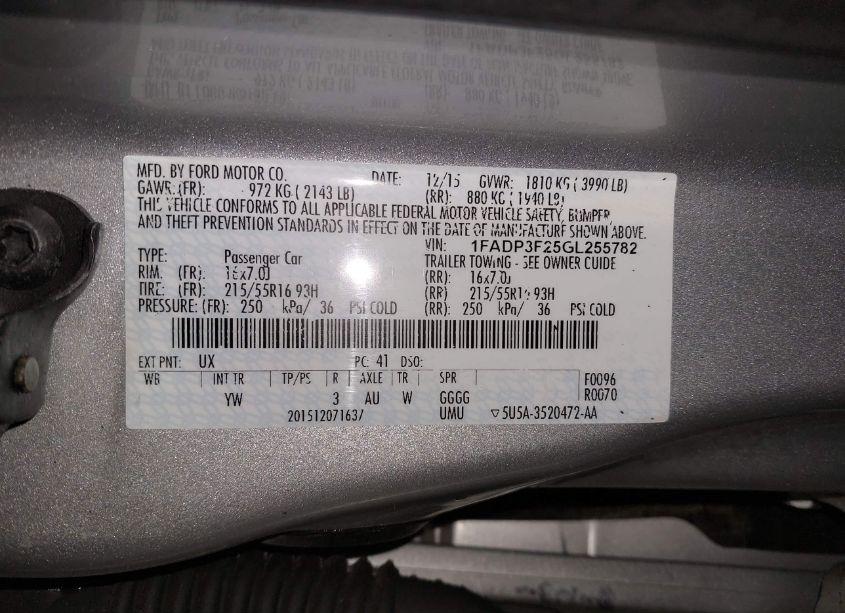 MFD. BY FORD MOTOR CO. DATE: 12/15 GVWR: 1810 KG ( 3990 LB)
GAWR: (FR): 972 KG ( 2143 LB) (RR): 880 KG ( 1940 LB)
THIS VEHICLE CONFORMS TO ALL APPLICABLE FEDERAL MOTOR VEHICLE SAFETY, BUMPER,
AND THEFT PREVENTION STANDARDS IN EFFECT ON THE DATE OF MANUFACTURE SHOWN ABOVE.
VIN: 1FADP3F25GL255782
TYPE: Passenger Car TRAILER TOWING - SEE OWNER GUIDE
RIM: (FR): 16x7.0J (RR): 16x7.0J
TIRE: (FR): 215/55R16 93H (RR) 215/55R16 93H
PRESSURE: (FR): 250 kPa/ 36 PSI COLD (RR): 250 kPa/ 36 PSI COLD
EXT PNT: UX PC: 41 DSO:
WB INT TR TP/PS R AXLE TR SPR F0096
YW 3 AU W GGGG R0070
201512071637 UMU ▽5U5A-3520472-AA